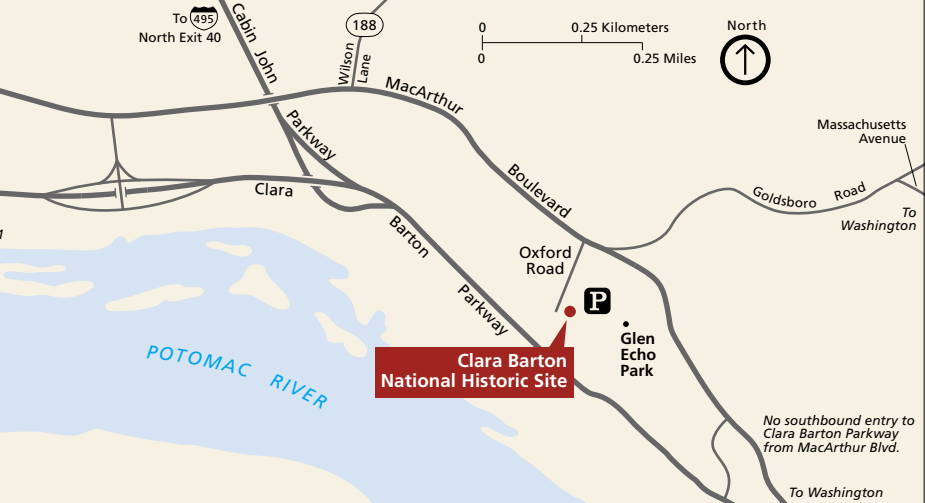 To 495
North Exit 40
Cabin John
Parkway
188
Wilson
Lane
0 0.25 Kilometers
0 0.25 Miles
North
MacArthur
Boulevard
Massachusetts
Avenue
Goldsboro Road
To
Washington
Clara
Barton
Parkway
Oxford
Road
P
Glen
Echo
Park
Clara Barton
National Historic Site
POTOMAC RIVER
No southbound entry to
Clara Barton Parkway
from MacArthur Blvd.
To Washington